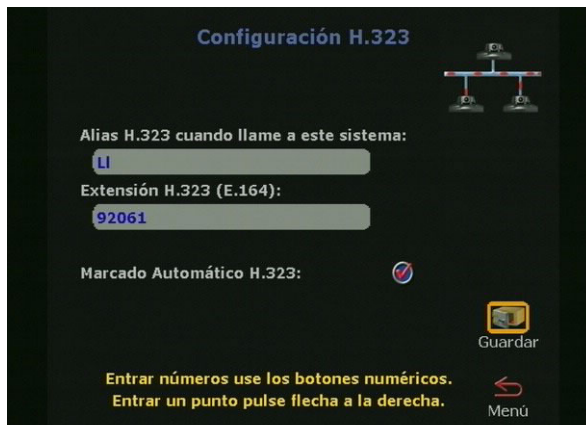 Configuración H.323
Alias H.323 cuando llame a este sistema:
Ll
Extensión H.323 (E.164):
92061
Marcado Automático H.323:
Guardar
Entrar números use los botones numéricos.
Entrar un punto pulse flecha a la derecha.
Menú